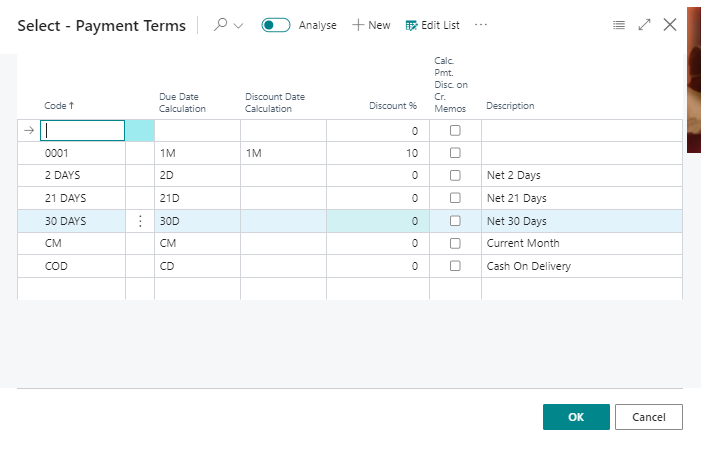 Select - Payment Terms Analyse New Edit List ...
Code ↑ Due Date Calculation Discount Date Calculation Discount % Calc. Pmt. Disc. on Cr. Memos Description
0
0001 1M 1M 10
2 DAYS 2D 0 Net 2 Days
21 DAYS 21D 0 Net 21 Days
30 DAYS 30D 0 Net 30 Days
CM CM 0 Current Month
COD CD 0 Cash On Delivery
OK Cancel